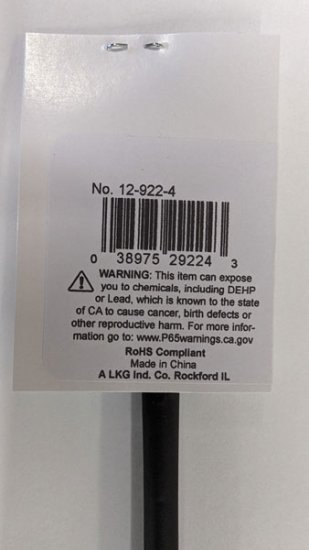 No. 12-922-4
0 38975 29224 3
WARNING: This item can expose
you to chemicals, including DEHP
or Lead, which is known to the state
of CA to cause cancer, birth defects or
other reproductive harm. For more infor-
mation go to: www.P65warnings.ca.gov
RoHS Compliant
Made in China
A LKG Ind. Co. Rockford IL